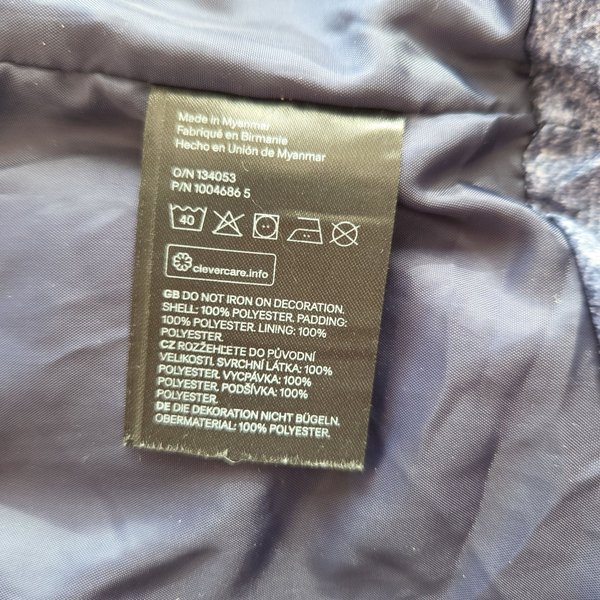 Made in Myanmar
Fabriqué en Birmanie
Hecho en Unión de Myanmar
O/N 134053
P/N 1004686 5
40
clevercare.info
GB DO NOT IRON ON DECORATION.
SHELL: 100% POLYESTER. PADDING:
100% POLYESTER. LINING: 100%
POLYESTER.
CZ ROZŽEHLETE DO PŮVODNÍ
VELIKOSTI. SVRCHNÍ LÁTKA: 100%
POLYESTER. VYCPÁVKA: 100%
POLYESTER. PODŠÍVKA: 100%
POLYESTER.
DE DIE DEKORATION NICHT BÜGELN.
OBERMATERIAL: 100% POLYESTER.